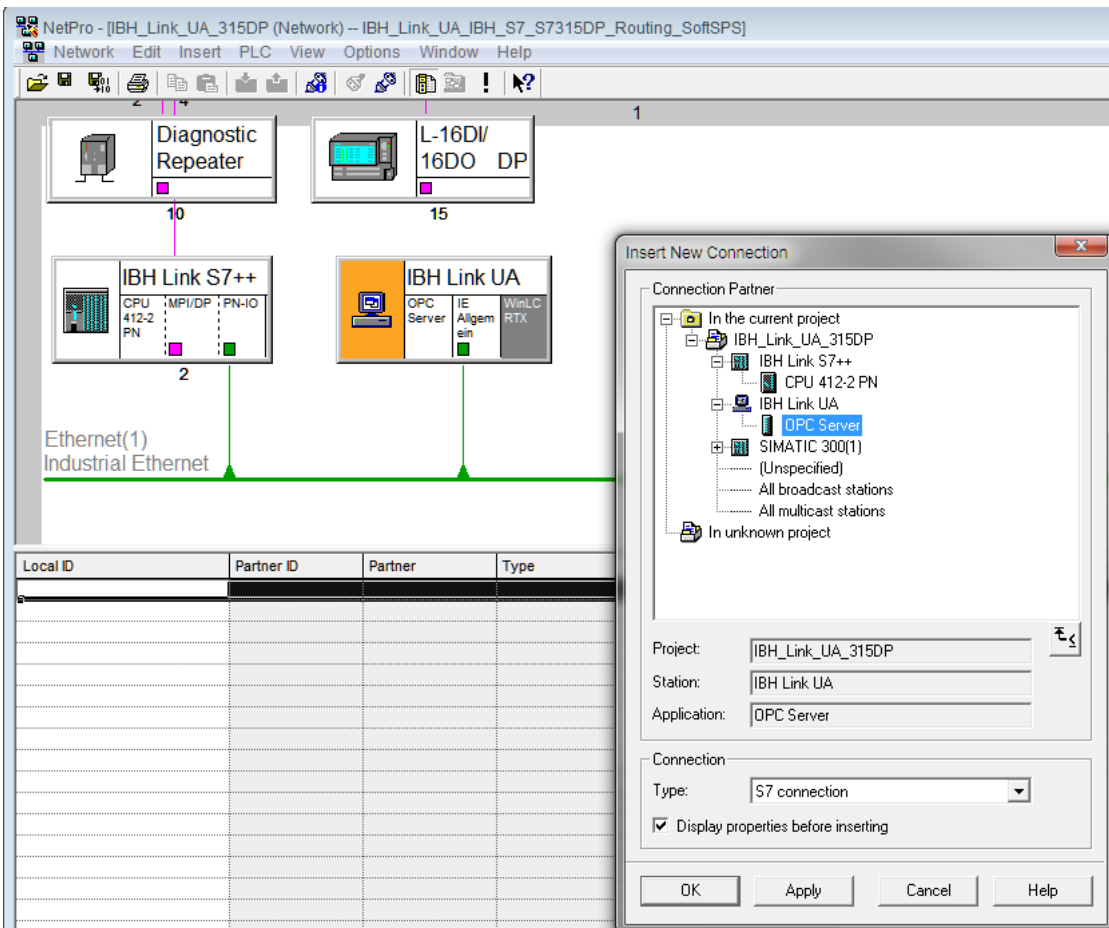 NetPro - [IBH_Link_UA_315DP (Network) -- IBH_Link_UA_IBH_S7_S7315DP_Routing_SoftSPS]
Network Edit Insert PLC View Options Window Help
2 4
1
Diagnostic
Repeater
10
L-16DI/
16DO DP
15
IBH Link S7++
CPU
412-2
PN
MPI/DP
PN-IO
2
IBH Link UA
OPC
Server
IE
Allgem
ein
WinLC
RTX
Ethernet(1)
Industrial Ethernet
Local ID Partner ID Partner Type
Insert New Connection
Connection Partner
In the current project
IBH_Link_UA_315DP
IBH Link S7++
CPU 412-2 PN
IBH Link UA
OPC Server
SIMATIC 300(1)
(Unspecified)
All broadcast stations
All multicast stations
In unknown project
Project: IBH_Link_UA_315DP
Station: IBH Link UA
Application: OPC Server
Connection
Type: S7 connection
Display properties before inserting
OK Apply Cancel Help